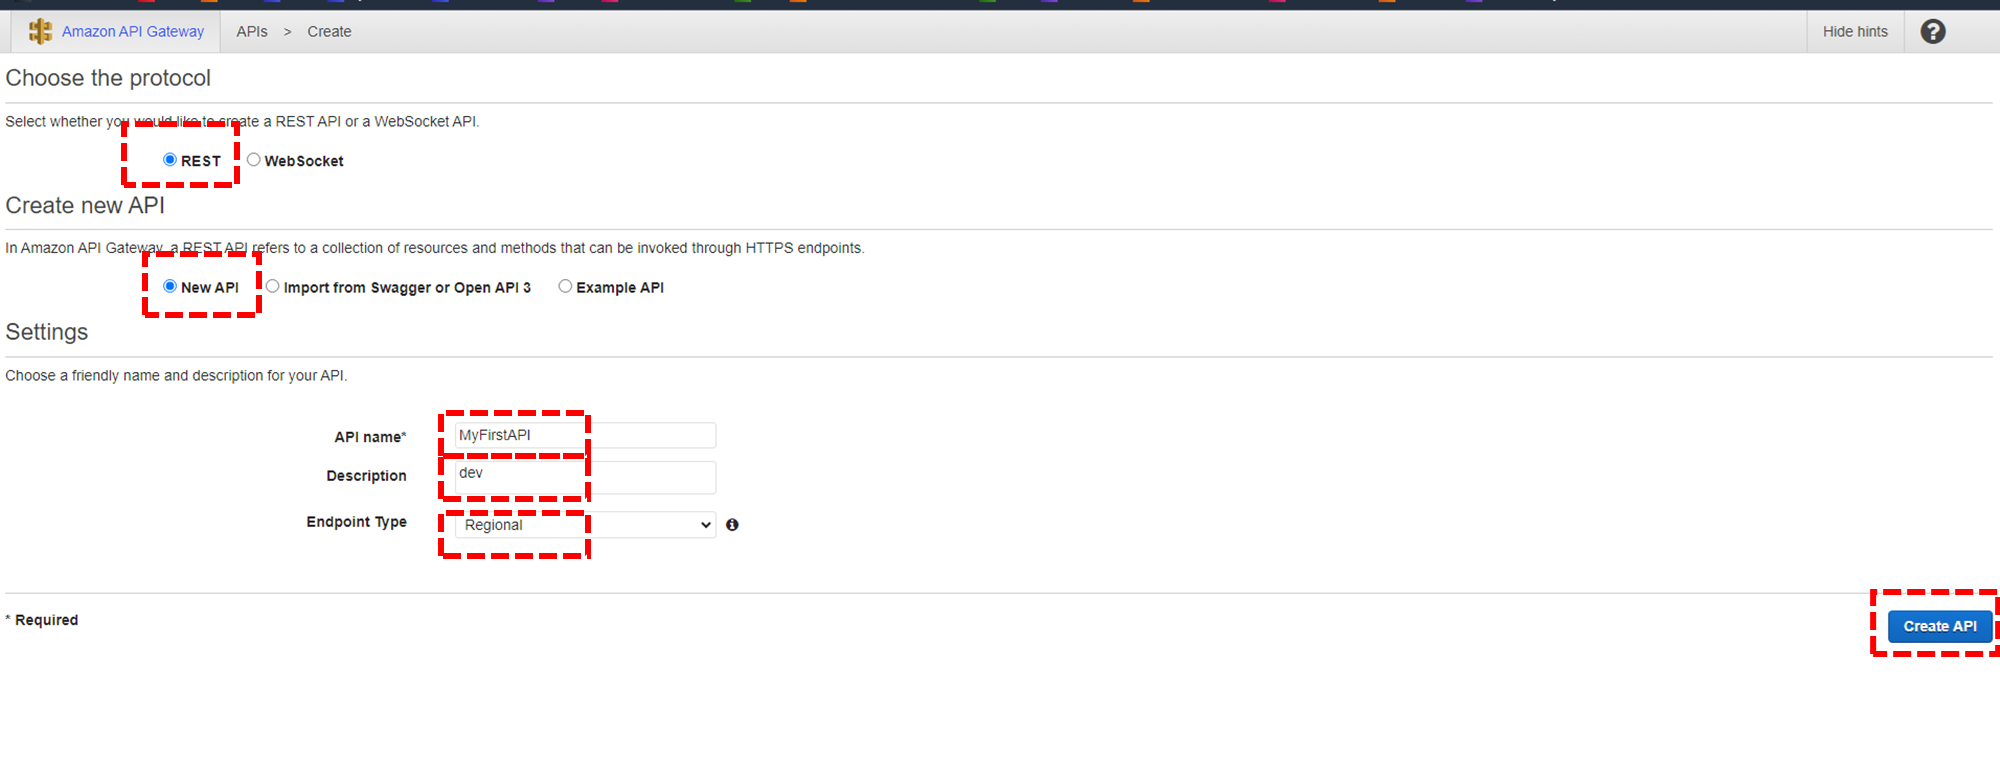 Amazon API Gateway APIs > Create Hide hints ?
Choose the protocol
Select whether you would like to create a REST API or a WebSocket API.
REST WebSocket
Create new API
In Amazon API Gateway, a REST API refers to a collection of resources and methods that can be invoked through HTTPS endpoints.
New API Import from Swagger or Open API 3 Example API
Settings
Choose a friendly name and description for your API.
API name* MyFirstAPI
Description dev
Endpoint Type Regional
* Required
Create API